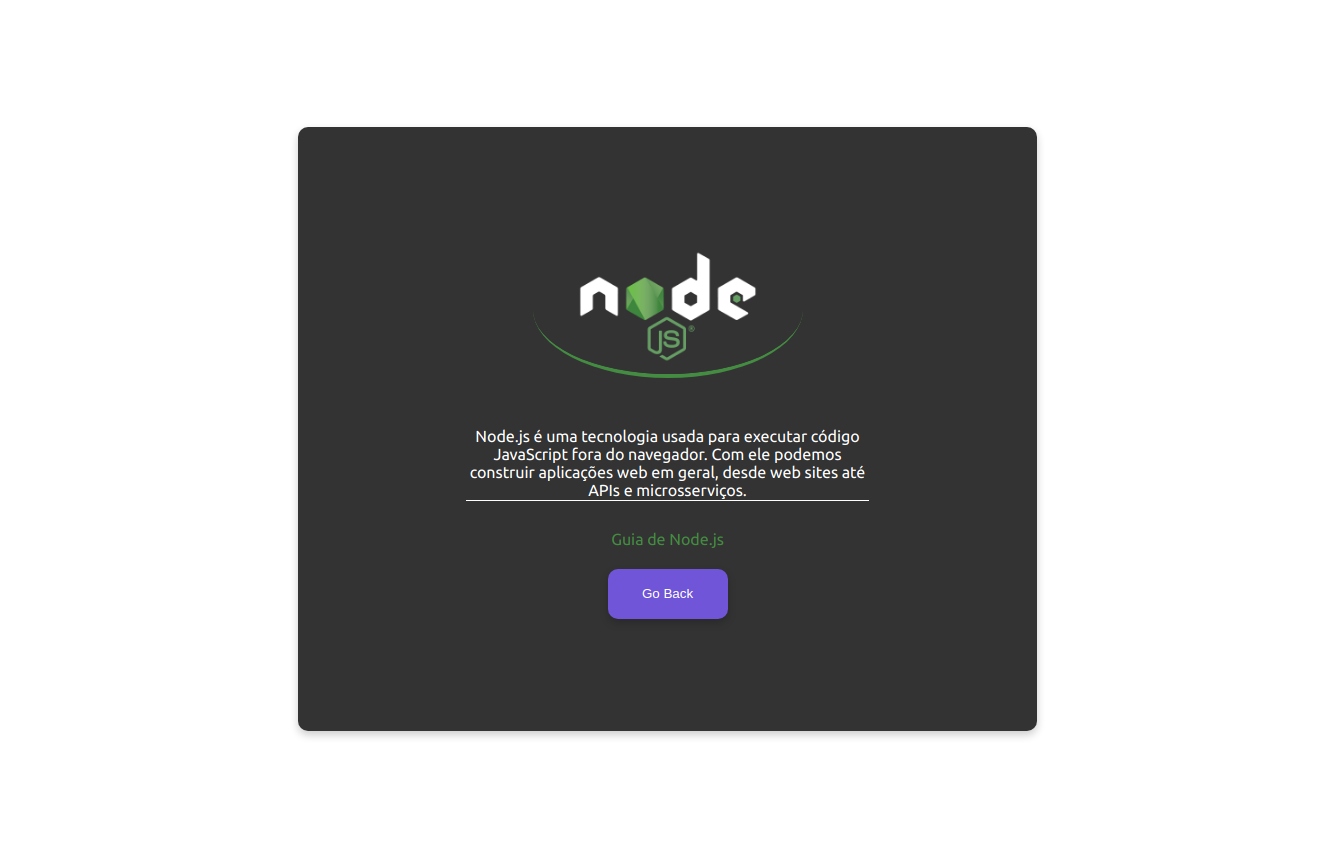 node
JS®
Node.js é uma tecnologia usada para executar código
JavaScript fora do navegador. Com ele podemos
construir aplicações web em geral, desde web sites até
APIs e microsserviços.
Guia de Node.js
Go Back